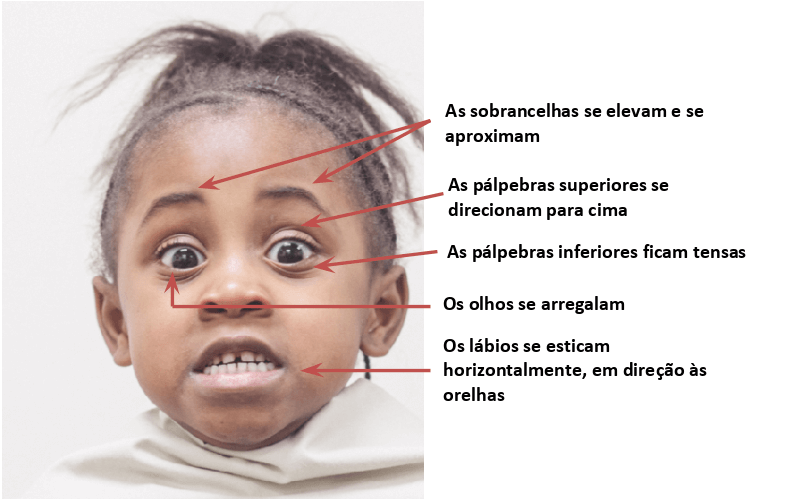 As sobrancelhas se elevam e se
aproximam
As pálpebras superiores se
direcionam para cima
As pálpebras inferiores ficam tensas
Os olhos se arregalam
Os lábios se esticam
horizontalmente, em direção às
orelhas